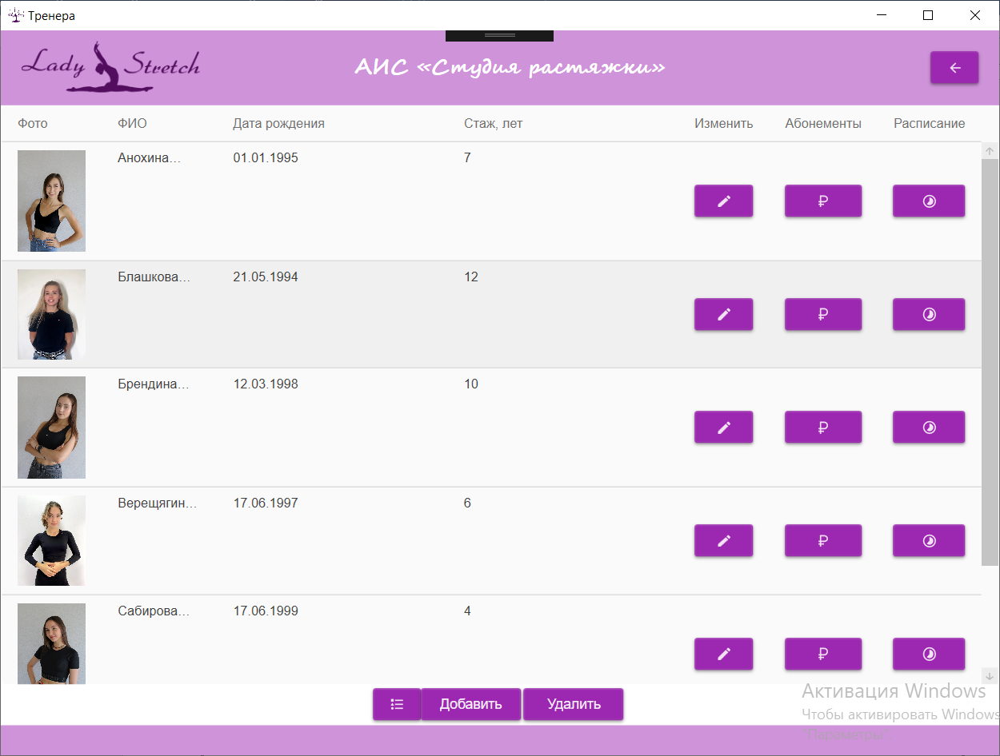 Тренера
Lady Stretch
АИС «Студия растяжки»
Фото ФИО Дата рождения Стаж, лет Изменить Абонементы Расписание
Анохина... 01.01.1995 7
Блашкова... 21.05.1994 12
Брендина... 12.03.1998 10
Верещягин... 17.06.1997 6
Сабирова... 17.06.1999 4
Добавить Удалить
Активация Windows
Чтобы активировать Windows
"Параметры"